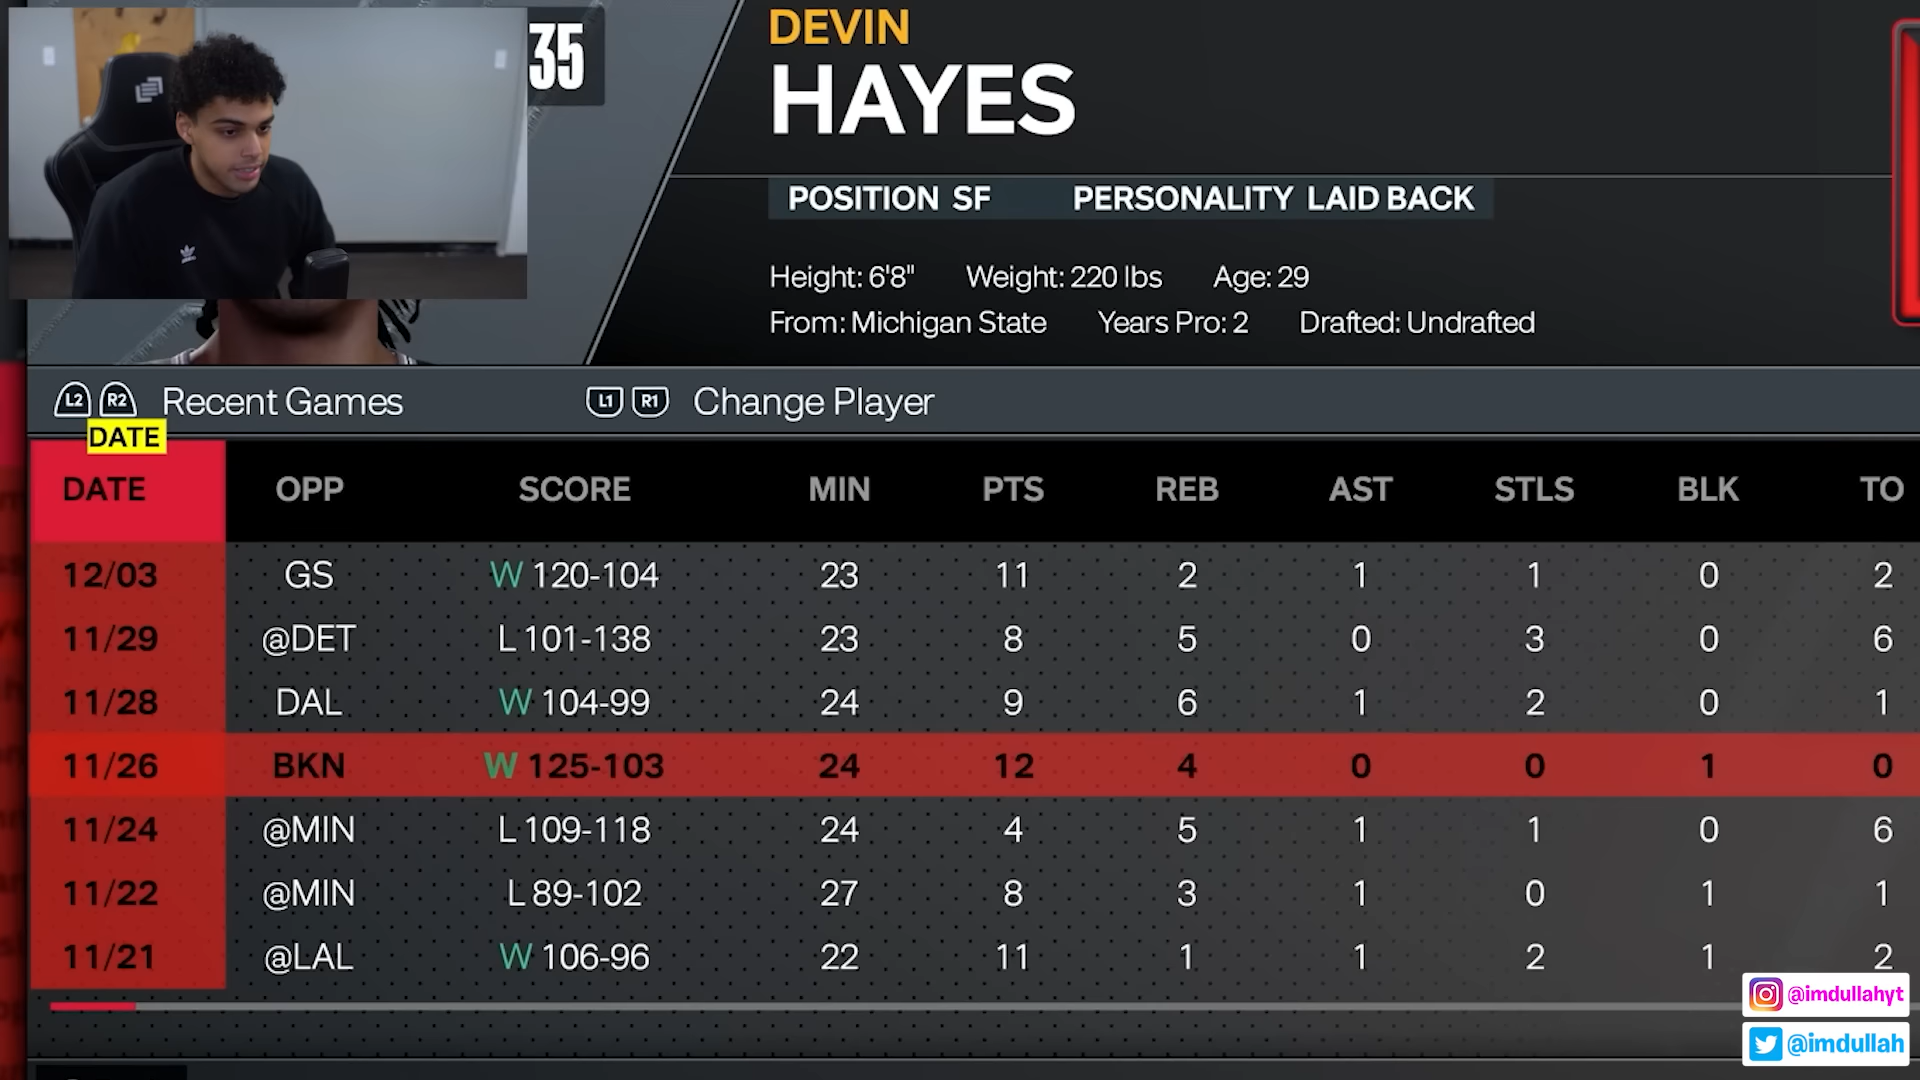 35
DEVIN
HAYES
POSITION SF PERSONALITY LAID BACK
Height: 6'8" Weight: 220 lbs Age: 29
From: Michigan State Years Pro: 2 Drafted: Undrafted
L2 R2 Recent Games L1 R1 Change Player
DATE
DATE OPP SCORE MIN PTS REB AST STLS BLK TO
12/03 GS W 120-104 23 11 2 1 1 0 2
11/29 @DET L 101-138 23 8 5 0 3 0 6
11/28 DAL W 104-99 24 9 6 1 2 0 1
11/26 BKN W 125-103 24 12 4 0 0 1 0
11/24 @MIN L 109-118 24 4 5 1 1 0 6
11/22 @MIN L 89-102 27 8 3 1 0 1 1
11/21 @LAL W 106-96 22 11 1 1 2 1 2
@imdullahyt
@imdullah